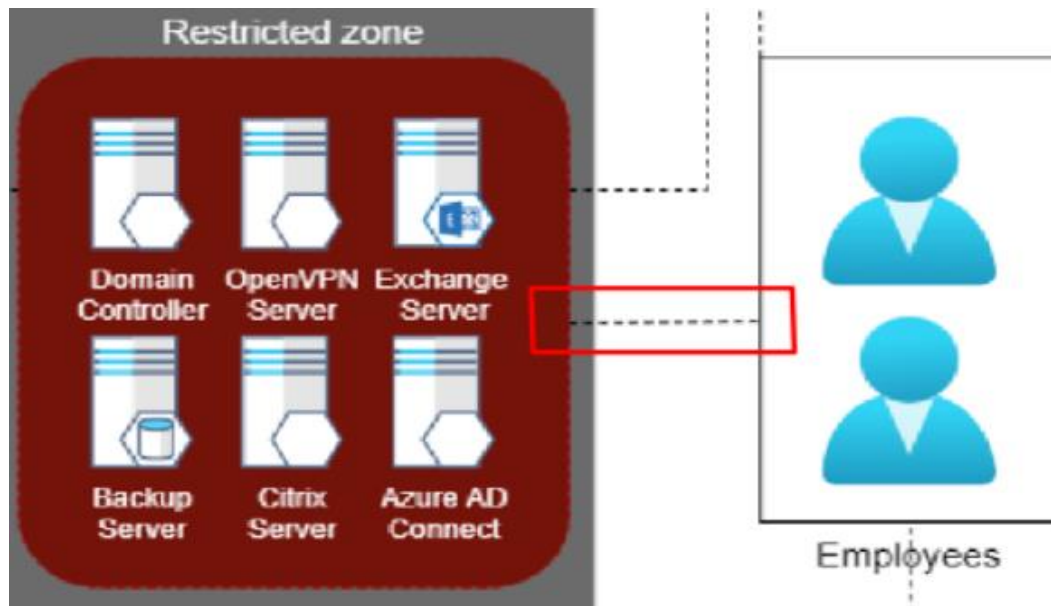 Restricted zone
Domain
Controller
OpenVPN
Server
Exchange
Server
Backup
Server
Citrix
Server
Azure AD
Connect
Employees